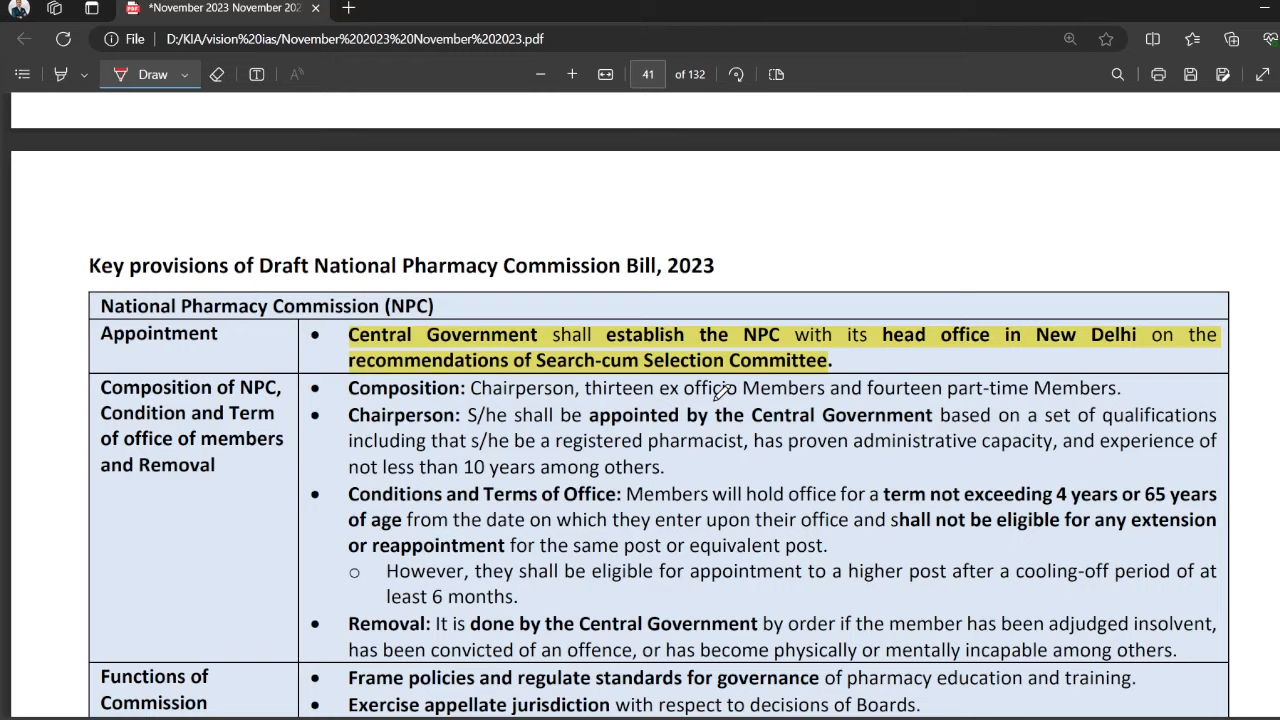 *November 2023 November 202
File
D:/KIA/vision%20ias/November%202023%20November%202023.pdf
Draw
41 of 132
Key provisions of Draft National Pharmacy Commission Bill, 2023
National Pharmacy Commission (NPC)
Appointment
• Central Government shall establish the NPC with its head office in New Delhi on the
recommendations of Search-cum Selection Committee.
Composition of NPC,
Condition and Term
of office of members
and Removal
• Composition: Chairperson, thirteen ex officio Members and fourteen part-time Members.
• Chairperson: S/he shall be appointed by the Central Government based on a set of qualifications
including that s/he be a registered pharmacist, has proven administrative capacity, and experience of
not less than 10 years among others.
• Conditions and Terms of Office: Members will hold office for a term not exceeding 4 years or 65 years
of age from the date on which they enter upon their office and shall not be eligible for any extension
or reappointment for the same post or equivalent post.
o However, they shall be eligible for appointment to a higher post after a cooling-off period of at
least 6 months.
• Removal: It is done by the Central Government by order if the member has been adjudged insolvent,
has been convicted of an offence, or has become physically or mentally incapable among others.
Functions of
Commission
• Frame policies and regulate standards for governance of pharmacy education and training.
• Exercise appellate jurisdiction with respect to decisions of Boards.